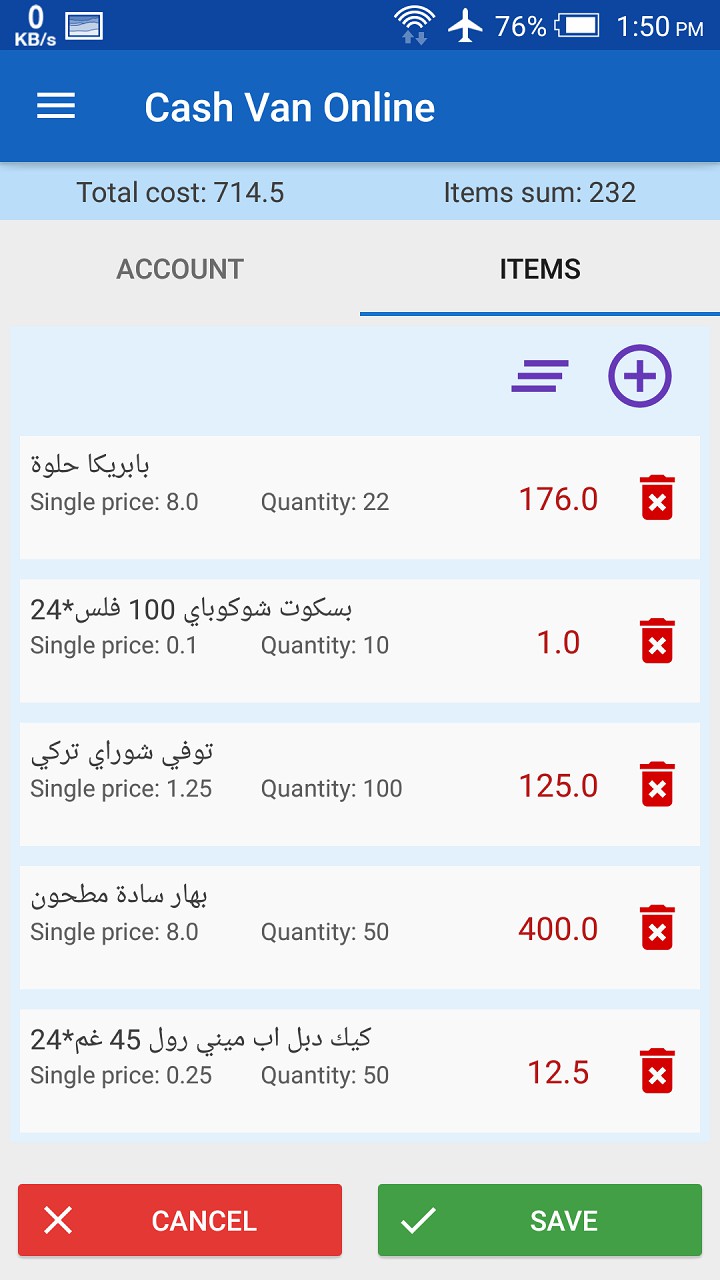 0
KB/s
76%
1:50 PM
Cash Van Online
Total cost: 714.5
Items sum: 232
ACCOUNT
ITEMS
بابريكا حلوة
Single price: 8.0
Quantity: 22
176.0
بسكوت شوكوباي 100 فلس*24
Single price: 0.1
Quantity: 10
1.0
توفي شوراي تركي
Single price: 1.25
Quantity: 100
125.0
بهار سادة مطحون
Single price: 8.0
Quantity: 50
400.0
كيك دبل اب ميني رول 45 غم*24
Single price: 0.25
Quantity: 50
12.5
CANCEL
SAVE